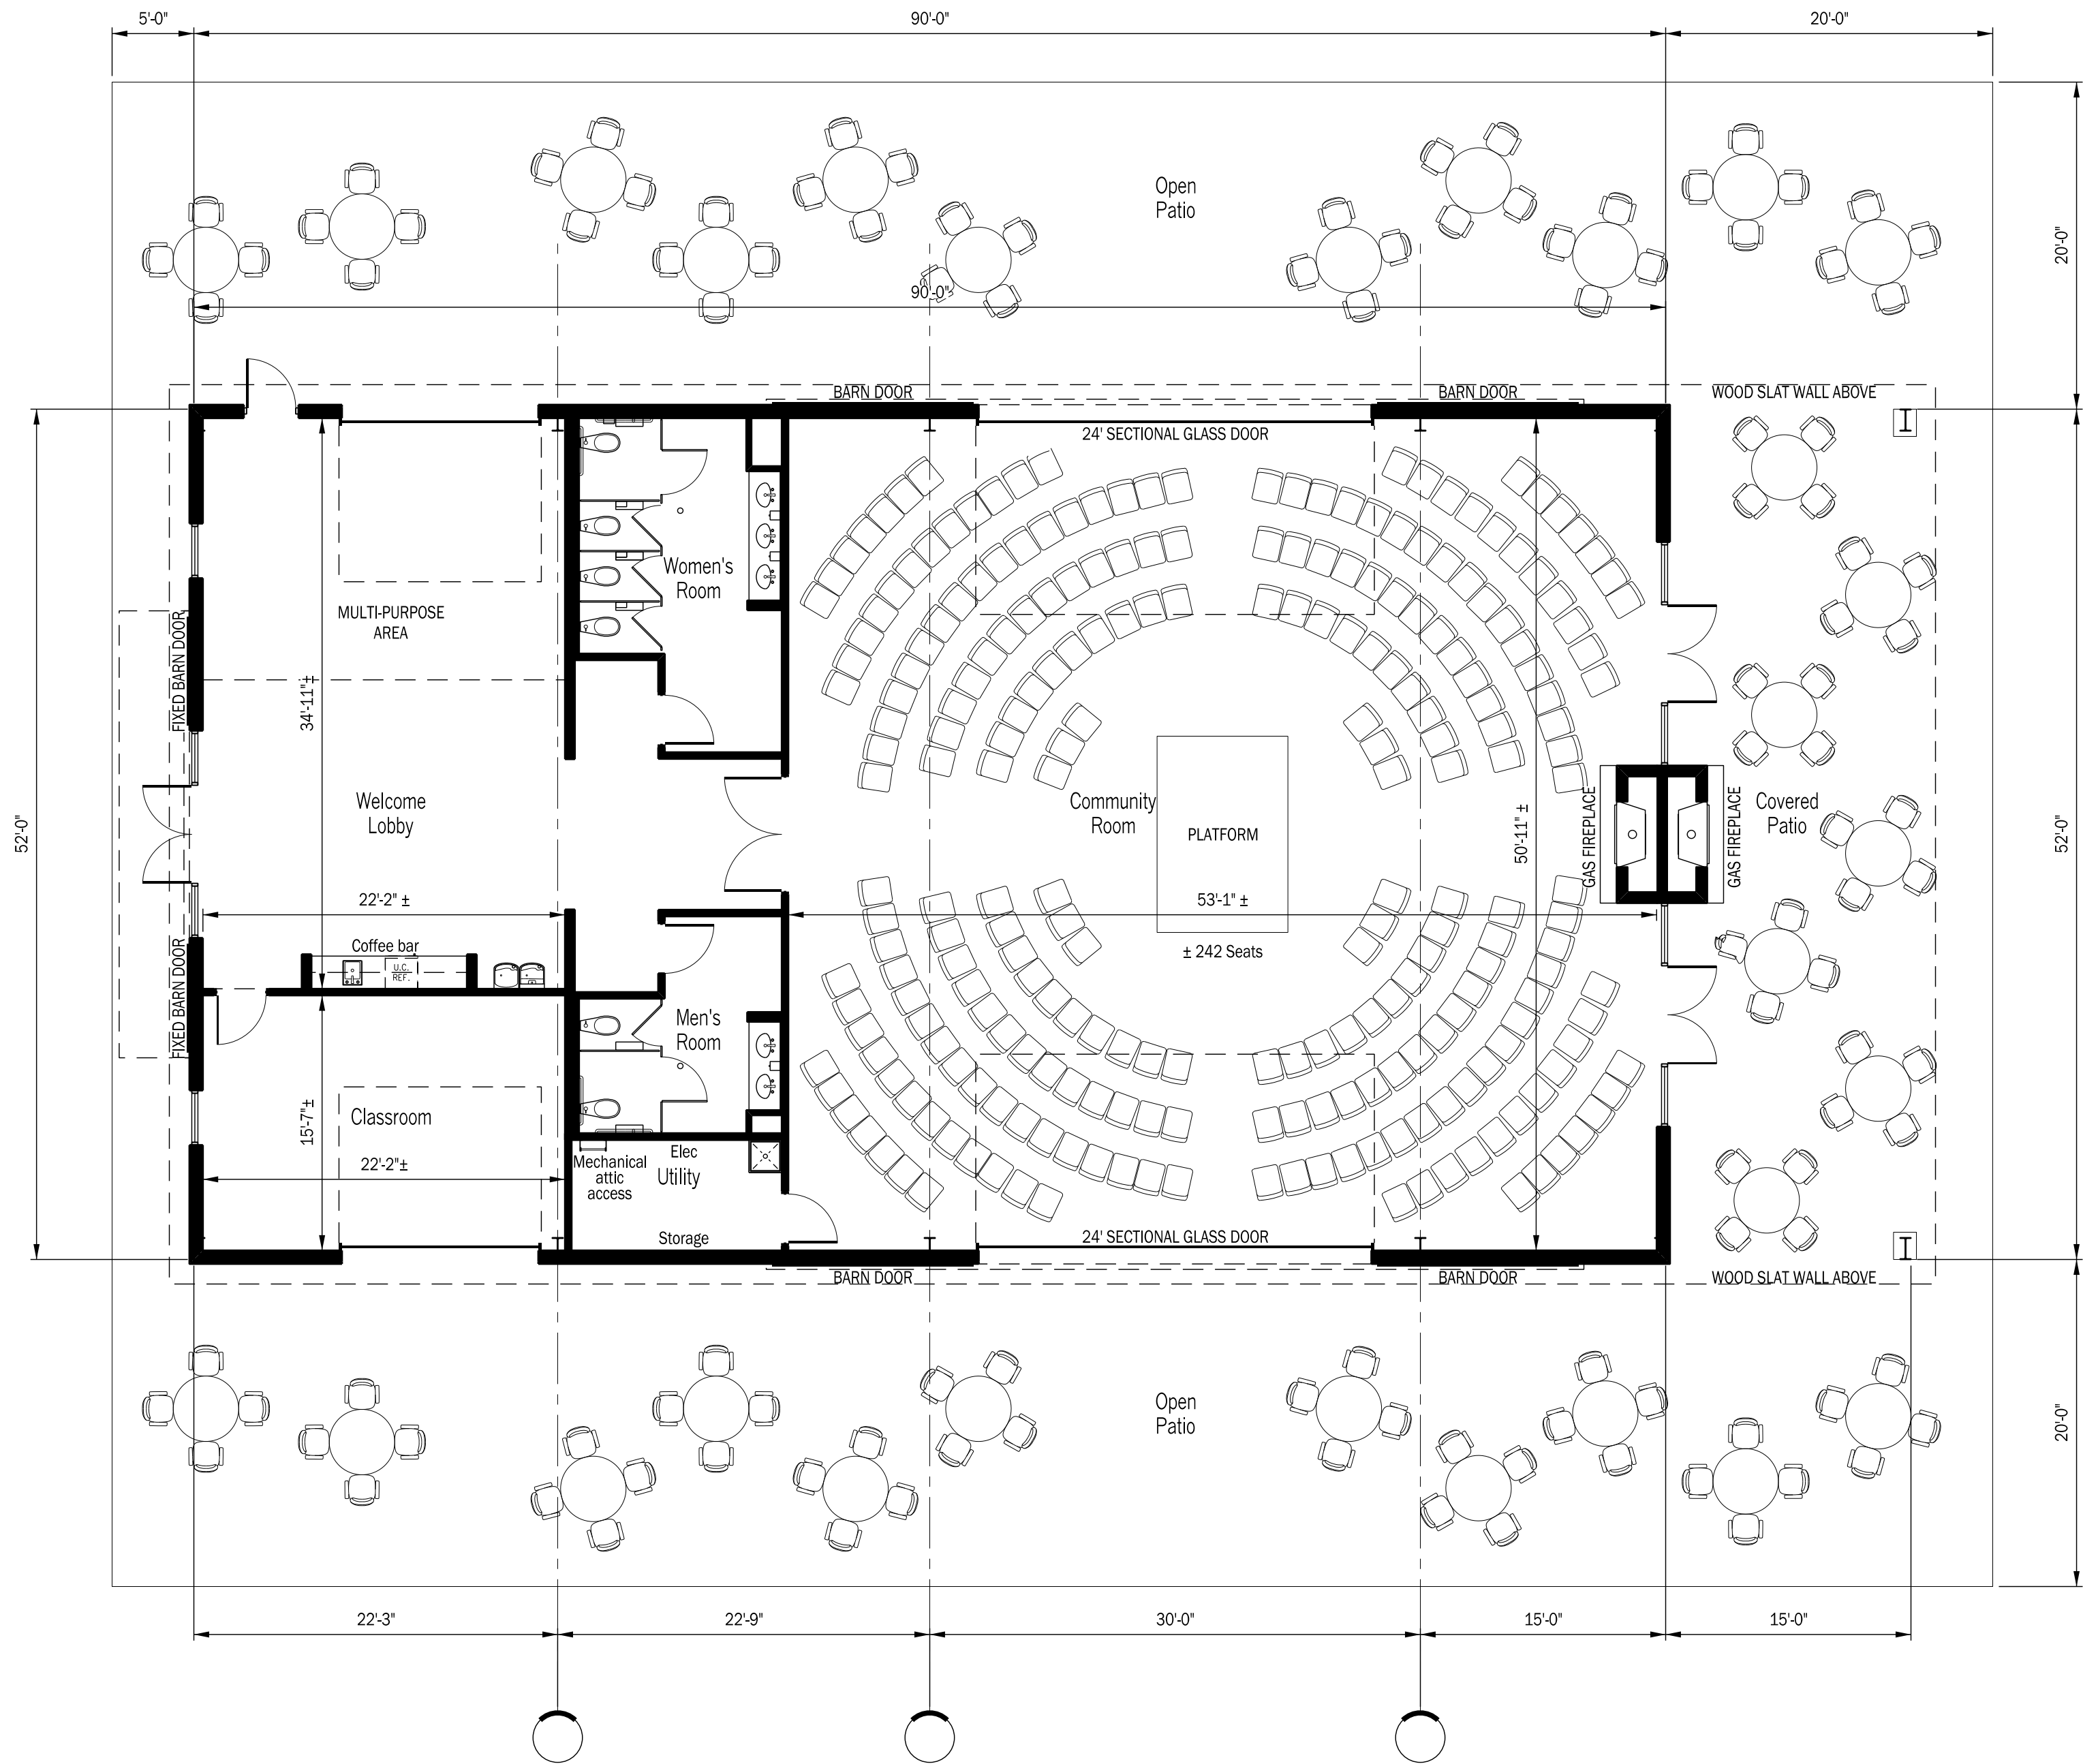 5'-0"
90'-0"
20'-0"
Open
Patio
20'-0"
90'-0"
BARN DOOR
BARN DOOR
WOOD SLAT WALL ABOVE
24' SECTIONAL GLASS DOOR
Women's
Room
MULTI-PURPOSE
AREA
FIXED BARN DOOR
34'-11"±
Welcome
Lobby
Community
Room
PLATFORM
50'-11" ±
GAS FIREPLACE
GAS FIREPLACE
Covered
Patio
52'-0"
52'-0"
22'-2" ±
53'-1" ±
Coffee bar
± 242 Seats
U.C.
REF.
FIXED BARN DOOR
Men's
Room
15'-7"±
Classroom
22'-2"±
Mechanical
attic
access
Elec
Utility
Storage
24' SECTIONAL GLASS DOOR
BARN DOOR
BARN DOOR
WOOD SLAT WALL ABOVE
Open
Patio
20'-0"
22'-3"
22'-9"
30'-0"
15'-0"
15'-0"